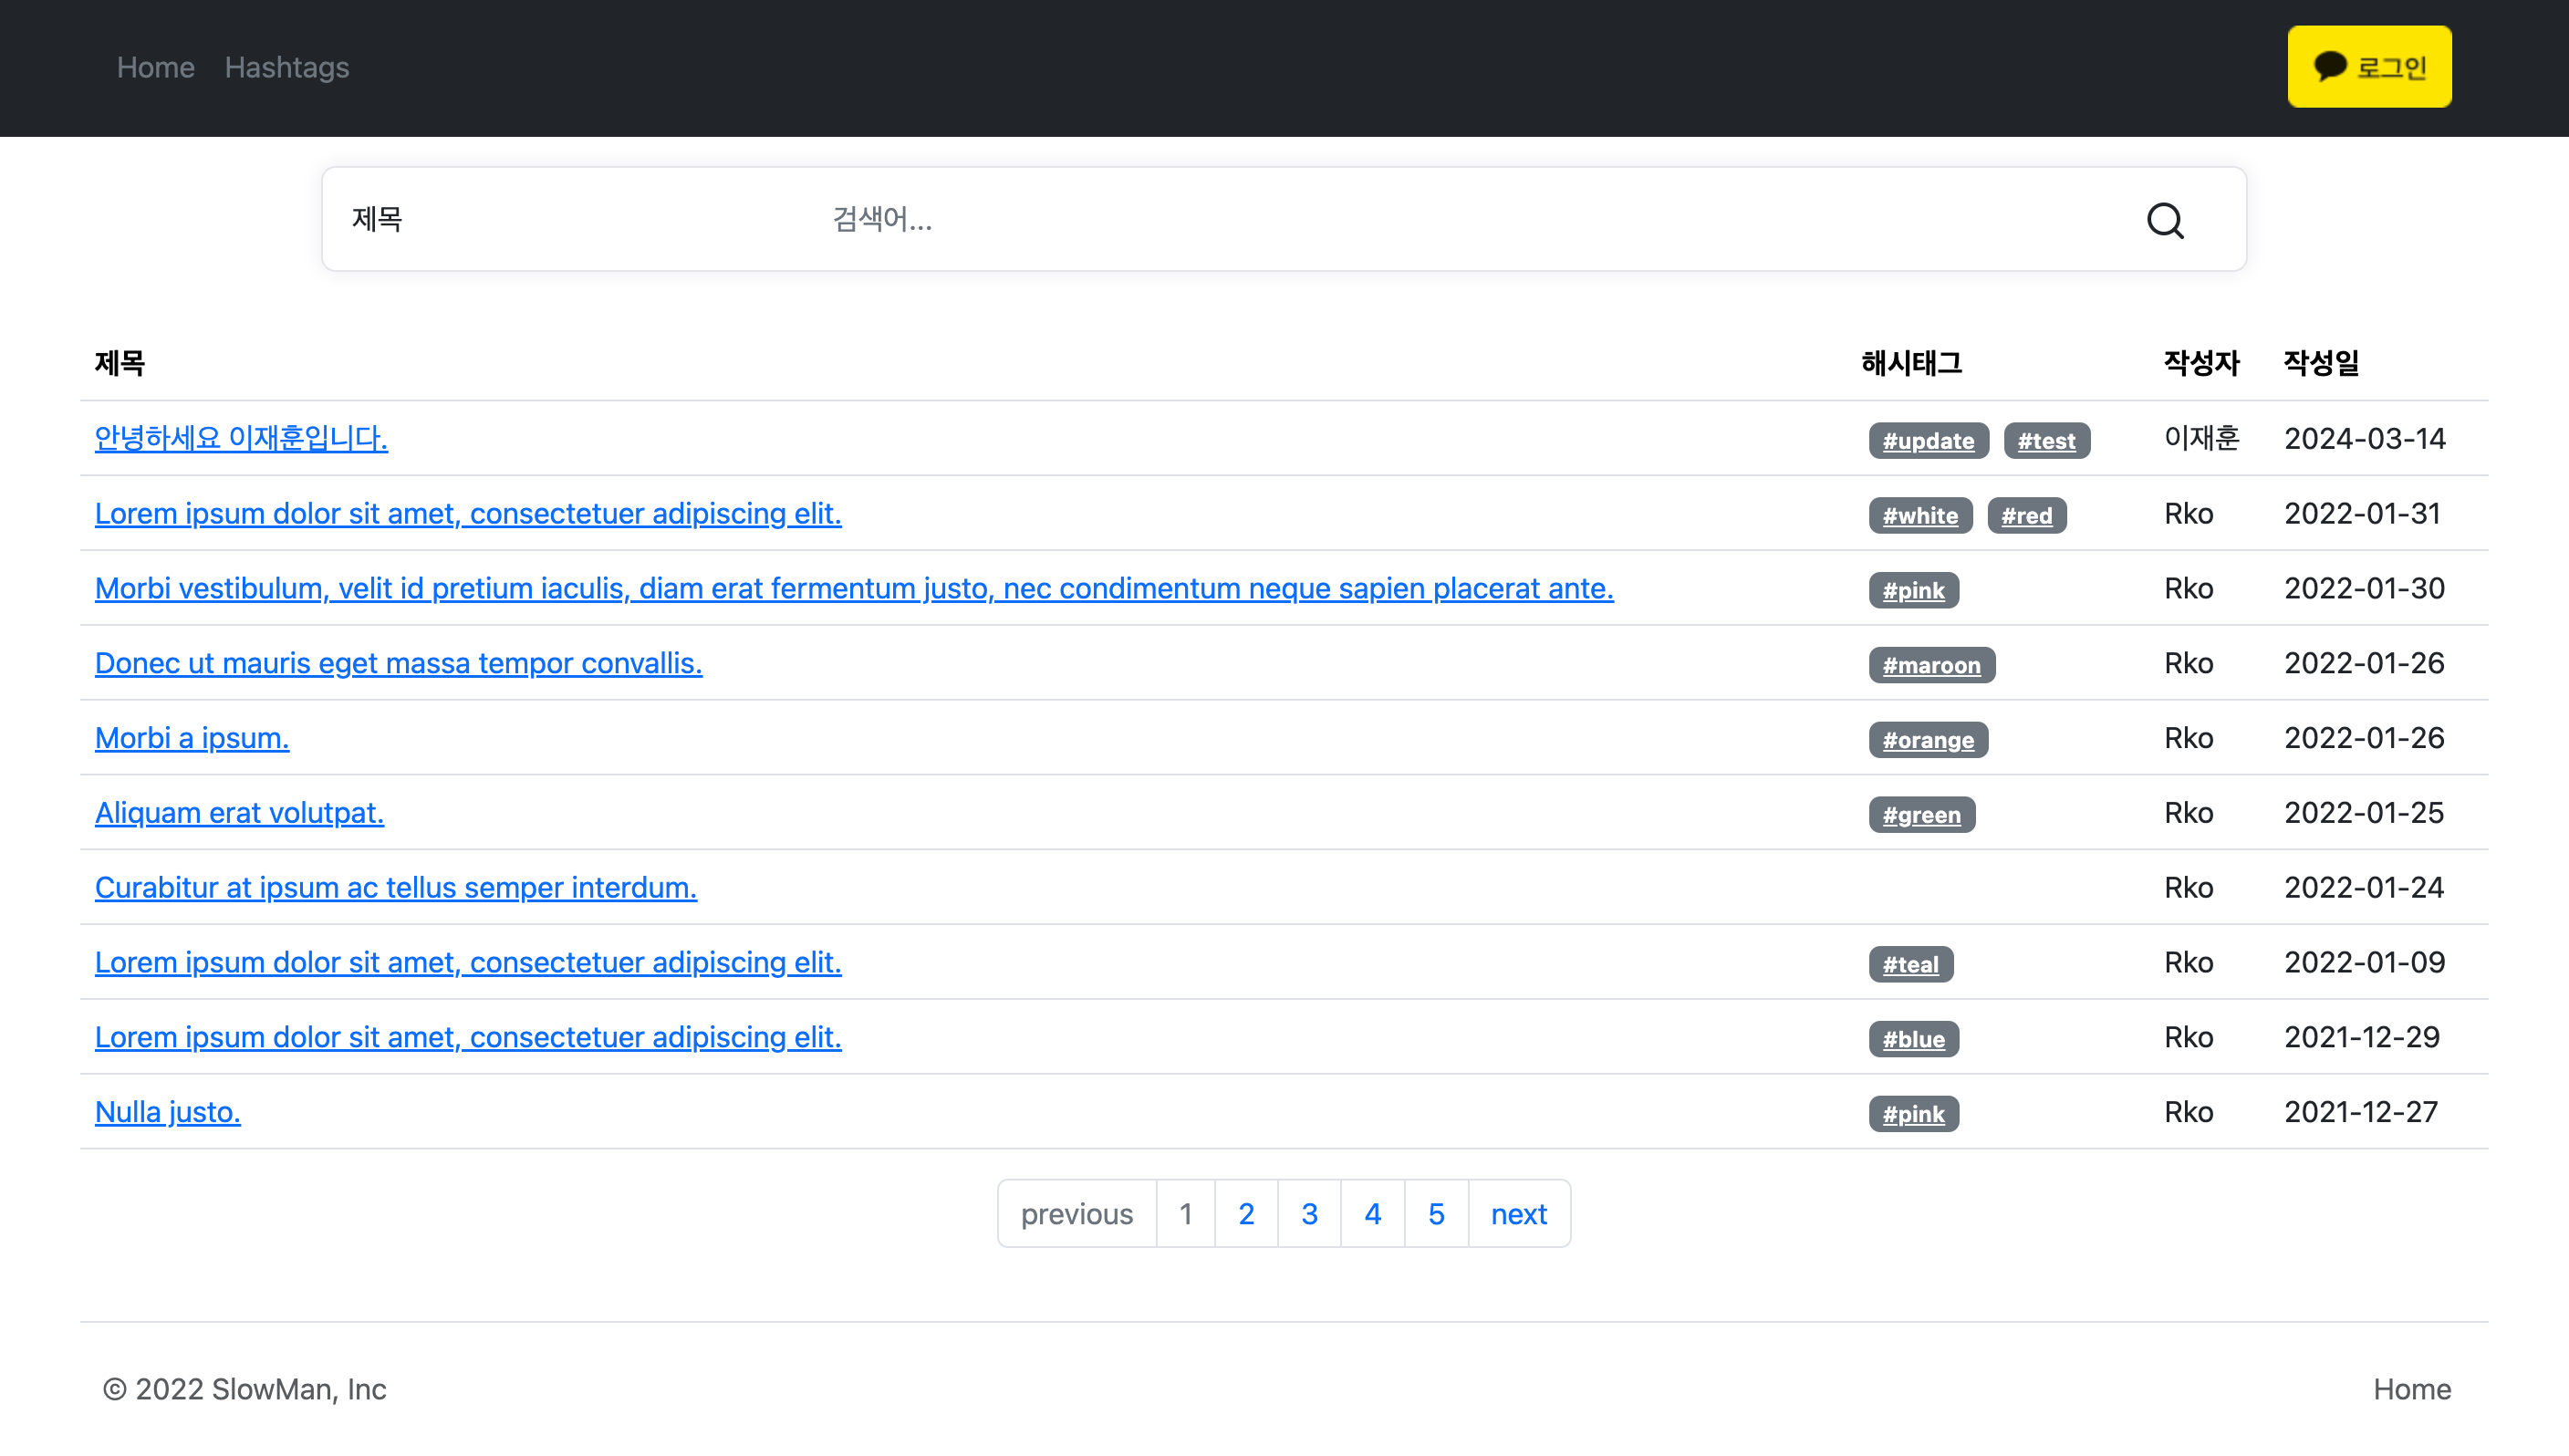 Home Hashtags 로그인
제목 검색어...
제목 해시태그 작성자 작성일
안녕하세요 이재훈입니다. #update #test 이재훈 2024-03-14
Lorem ipsum dolor sit amet, consectetuer adipiscing elit. #white #red Rko 2022-01-31
Morbi vestibulum, velit id pretium iaculis, diam erat fermentum justo, nec condimentum neque sapien placerat ante. #pink Rko 2022-01-30
Donec ut mauris eget massa tempor convallis. #maroon Rko 2022-01-26
Morbi a ipsum. #orange Rko 2022-01-26
Aliquam erat volutpat. #green Rko 2022-01-25
Curabitur at ipsum ac tellus semper interdum. Rko 2022-01-24
Lorem ipsum dolor sit amet, consectetuer adipiscing elit. #teal Rko 2022-01-09
Lorem ipsum dolor sit amet, consectetuer adipiscing elit. #blue Rko 2021-12-29
Nulla justo. #pink Rko 2021-12-27
previous 1 2 3 4 5 next
© 2022 SlowMan, Inc Home